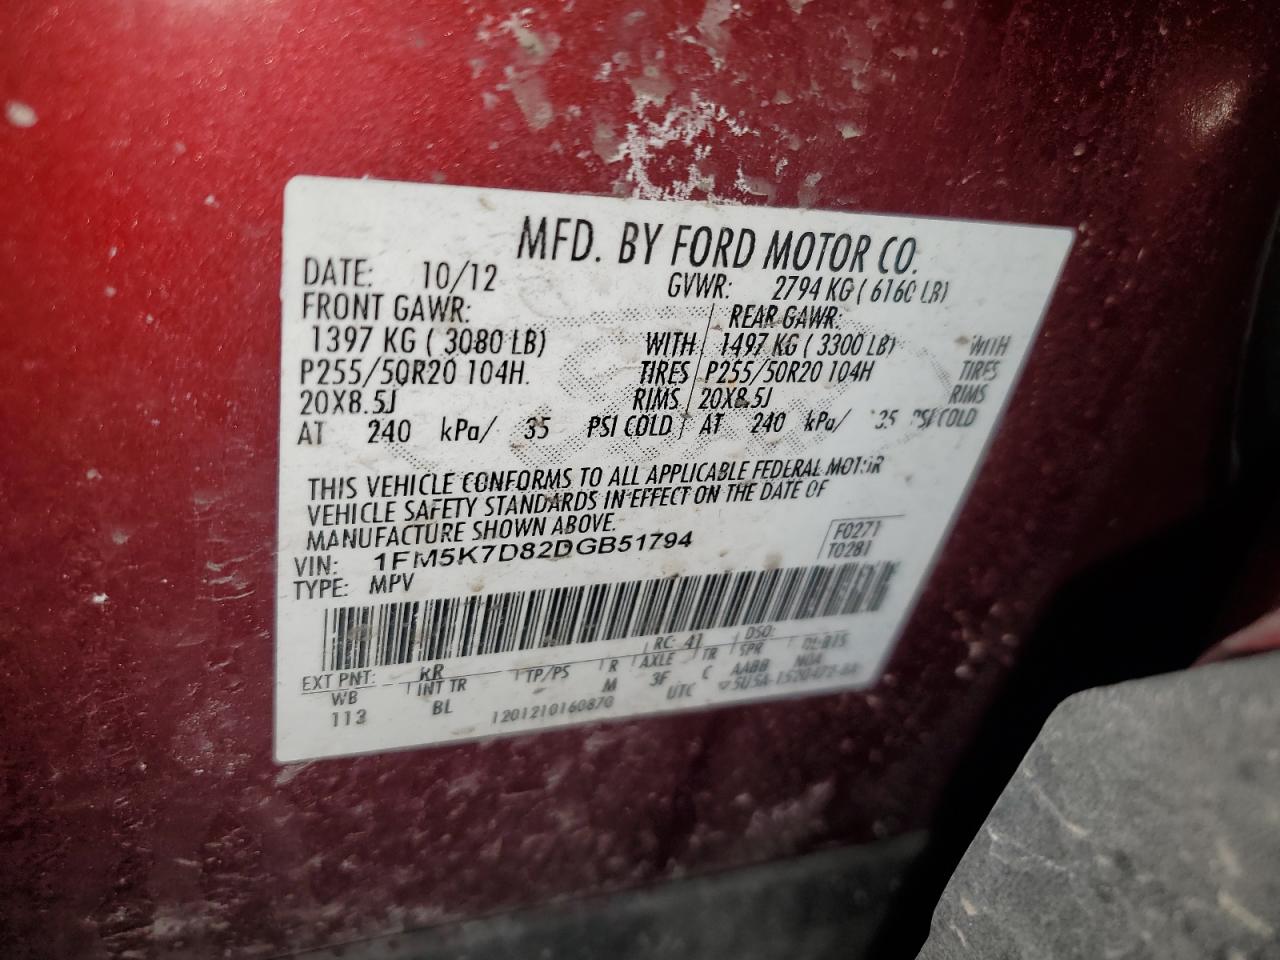 MFD. BY FORD MOTOR CO.
DATE: 10/12 GVWR: 2794 KG ( 6160 LB)
FRONT GAWR: REAR GAWR:
1397 KG ( 3080 LB) WITH 1497 KG ( 3300 LB) WITH
P255/50R20 104H. TIRES P255/50R20 104H TIRES
20X8.5J RIMS 20X8.5J RIMS
AT 240 kPa/ 35 PSI COLD AT 240 kPa/ 35 PSI COLD
THIS VEHICLE CONFORMS TO ALL APPLICABLE FEDERAL MOTOR
VEHICLE SAFETY STANDARDS IN EFFECT ON THE DATE OF
MANUFACTURE SHOWN ABOVE.
F0271
VIN: 1FM5K7D82DGB51794
T0281
TYPE: MPV
EXT PNT: RR RC: 41 DSO:
WB INT TR TP/PS R AXLE TR SPR
113 BL M 3F C AABB
1201210160870 UTC